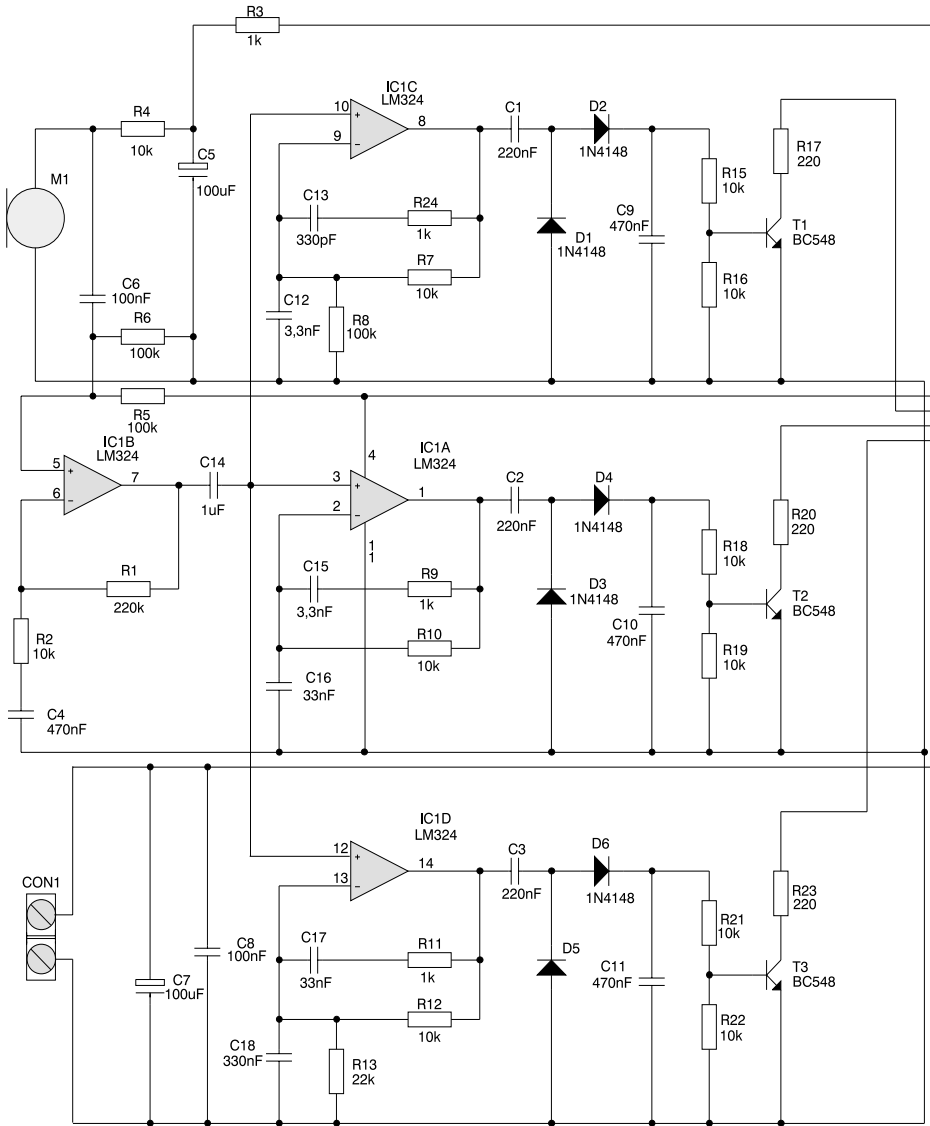 R3
1k
IC1C
LM324
10
+
9
−
8
C1
220nF
D2
1N4148
R17
220
R4
10k
C5
100uF
M1
C13
330pF
R24
1k
R15
10k
C9
470nF
D1
1N4148
T1
BC548
R7
10k
R16
10k
C6
100nF
C12
3,3nF
R8
100k
R6
100k
R5
100k
IC1B
LM324
5
+
6
−
7
C14
1uF
IC1A
LM324
4
3
+
2
−
1
11
C2
220nF
D4
1N4148
R20
220
R18
10k
R1
220k
C15
3,3nF
R9
1k
D3
1N4148
T2
BC548
R2
10k
C10
470nF
R10
10k
R19
10k
C16
33nF
C4
470nF
IC1D
LM324
12
+
13
−
14
C3
220nF
D6
1N4148
CON1
R23
220
R21
10k
C8
100nF
C17
33nF
R11
1k
D5
C11
470nF
T3
BC548
C7
100uF
R12
10k
R22
10k
C18
330nF
R13
22k